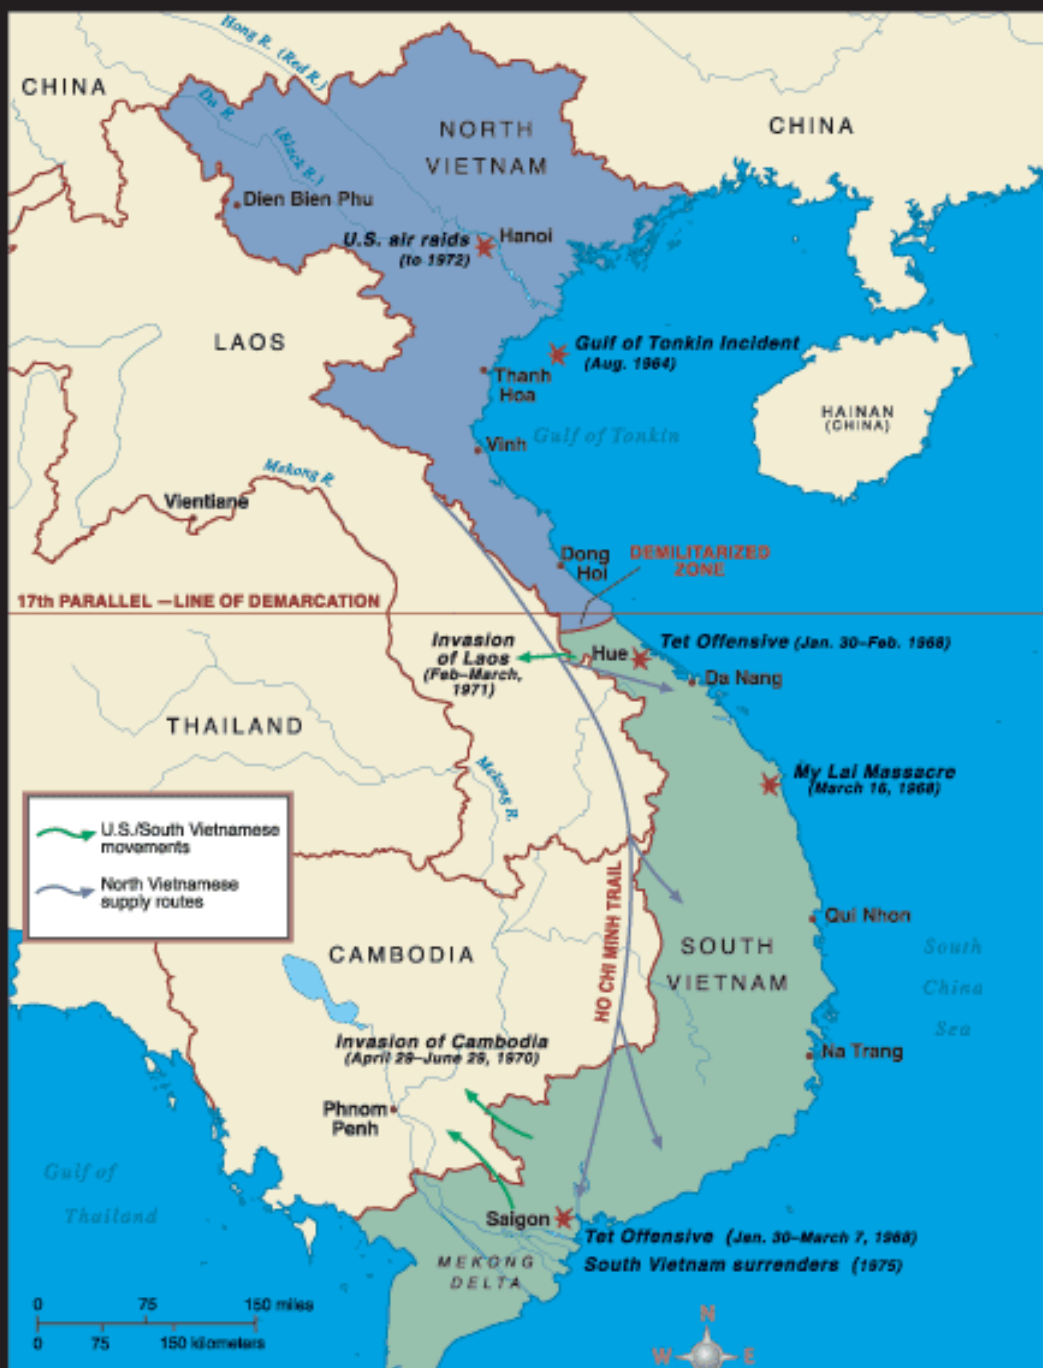 Hong R. (Red R.)
CHINA
Da R.
(Black R.)
NORTH
VIETNAM
CHINA
Dien Bien Phu
U.S. air raids
(to 1972)
Hanoi
LAOS
Gulf of Tonkin Incident
(Aug. 1964)
Thanh
Hoa
HAINAN
(CHINA)
Vinh
Gulf of Tonkin
Mekong R.
Vientiane
Dong
Hoi
DEMILITARIZED
ZONE
17th PARALLEL —LINE OF DEMARCATION
Invasion
of Laos
(Feb–March,
1971)
Hue
Tet Offensive (Jan. 30–Feb. 1968)
Da Nang
THAILAND
Mekong R.
My Lai Massacre
(March 16, 1968)
U.S./South Vietnamese
movements
North Vietnamese
supply routes
HO CHI MINH TRAIL
Qui Nhon
CAMBODIA
SOUTH
VIETNAM
South
China
Sea
Invasion of Cambodia
(April 29–June 29, 1970)
Na Trang
Phnom
Penh
Gulf of
Thailand
Saigon
Tet Offensive (Jan. 30–March 7, 1968)
South Vietnam surrenders (1975)
MEKONG
DELTA
0 75 150 miles
0 75 150 kilometers
N
W E